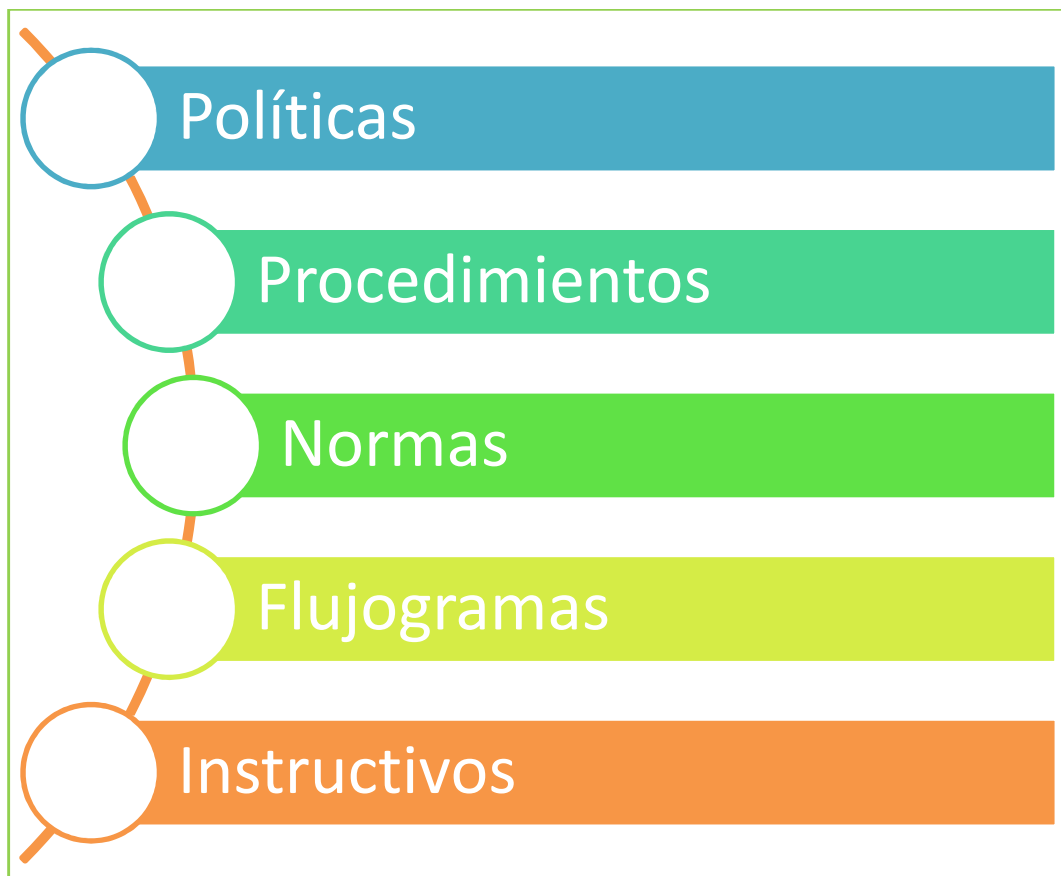 Políticas
Procedimientos
Normas
Flujogramas
Instructivos